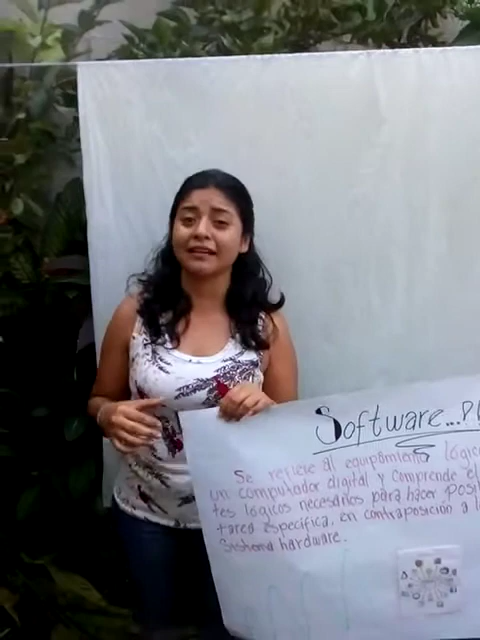 Software...
Se refiere al equipamiento lógico
un computador digital y comprende el
tes lógicos necesarios para hacer posi
tarea específica, en contraposición a l
Sistema hardware.